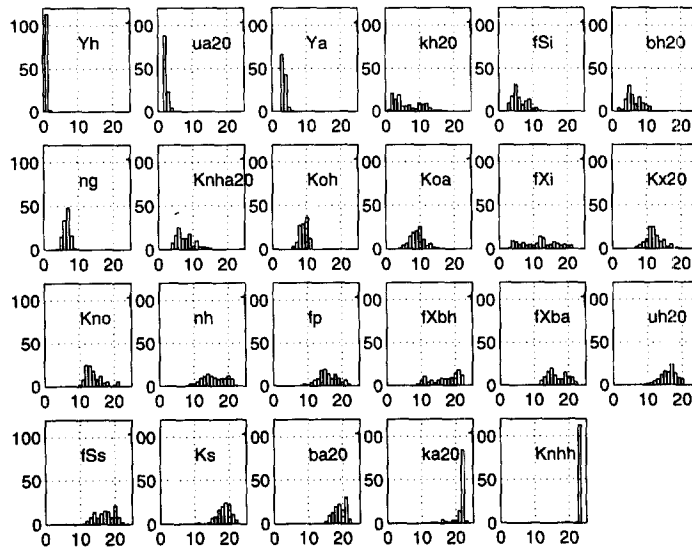 100 100 100 100 100 100
Yh ua20 Ya kh20 fSi bh20
50 50 50 50 50 50
0 0 0 0 0 0
0 10 20 0 10 20 0 10 20 0 10 20 0 10 20 0 10 20
100 100 100 100 100 100
ng Knha20 Koh Koa fXi Kx20
50 50 50 50 50 50
0 0 0 0 0 0
0 10 20 0 10 20 0 10 20 0 10 20 0 10 20 0 10 20
100 100 100 100 100 100
Kno nh fp fXbh fXba uh20
50 50 50 50 50 50
0 0 0 0 0 0
0 10 20 0 10 20 0 10 20 0 10 20 0 10 20 0 10 20
100 100 100 100 100
fSs Ks ba20 ka20 Knhh
50 50 50 50 50
0 0 0 0 0
0 10 20 0 10 20 0 10 20 0 10 20 0 10 20